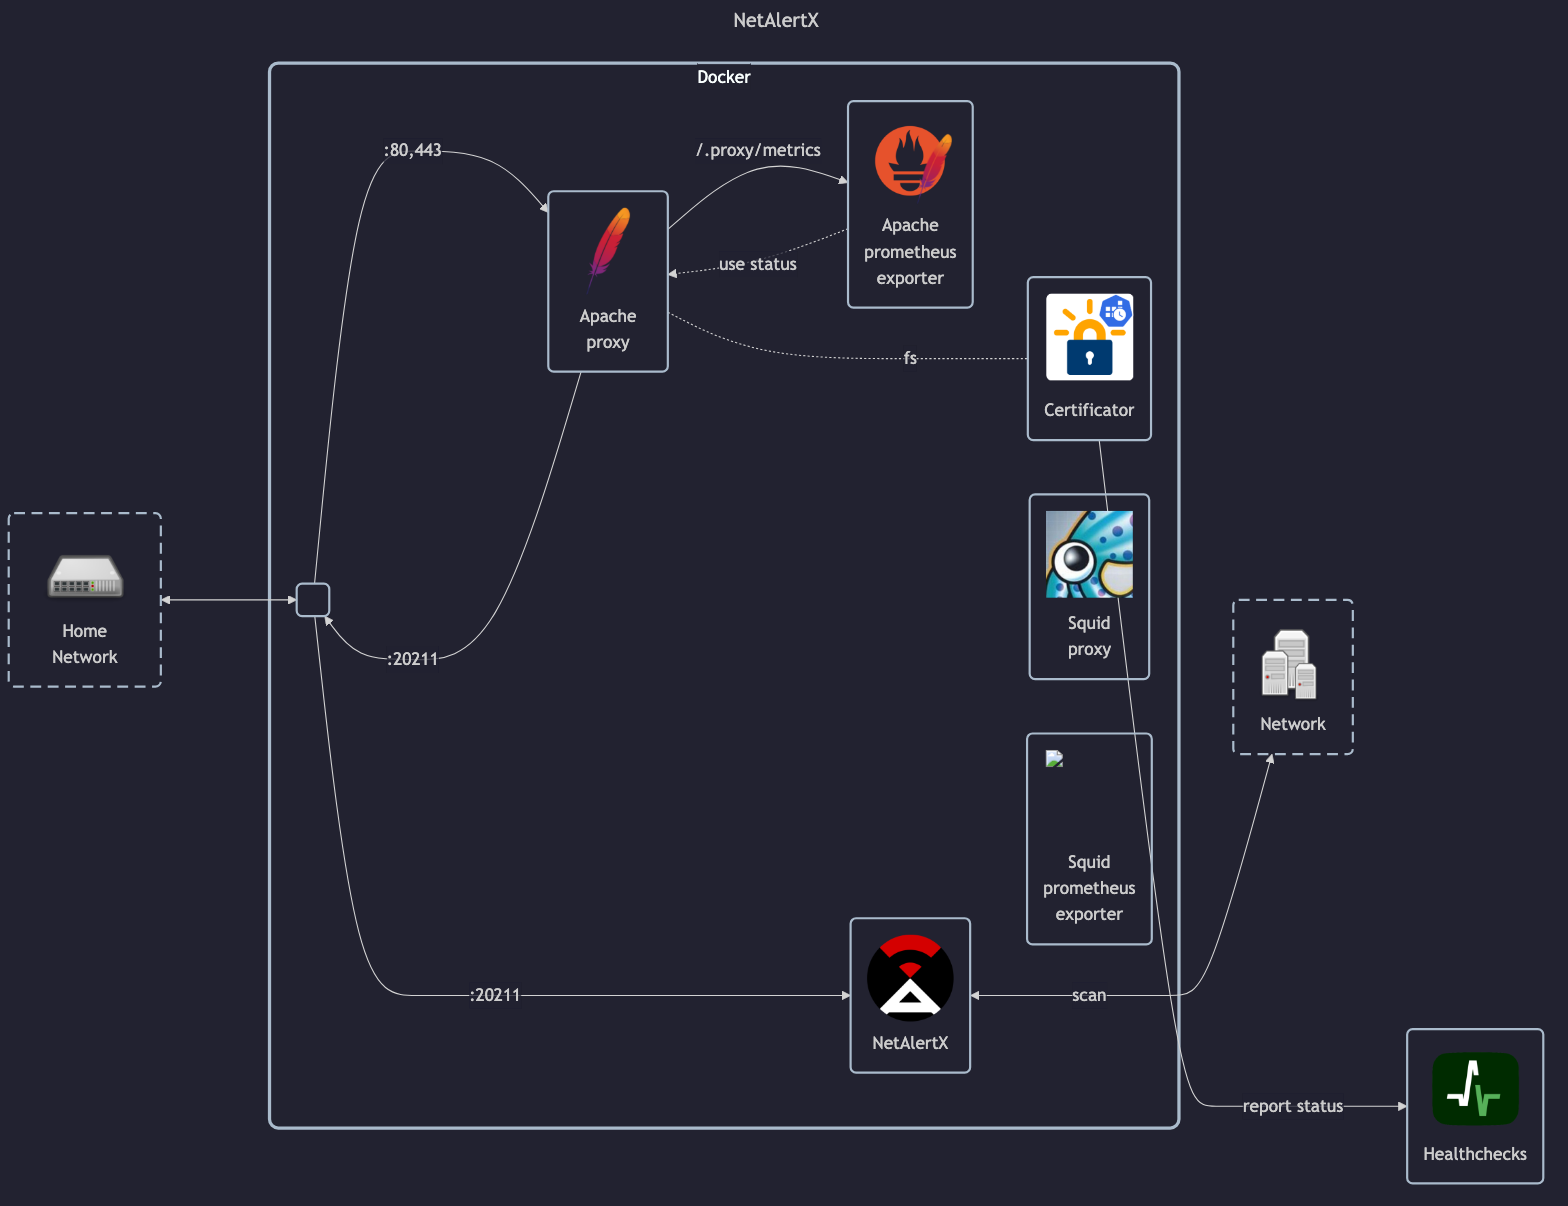 NetAlertX
Docker
:80,443
/.proxy/metrics
Apache
prometheus
exporter
use status
Apache
proxy
fs
Certificator
Home
Network
:20211
Squid
proxy
Network
Squid
prometheus
exporter
:20211
scan
NetAlertX
report status
Healthchecks